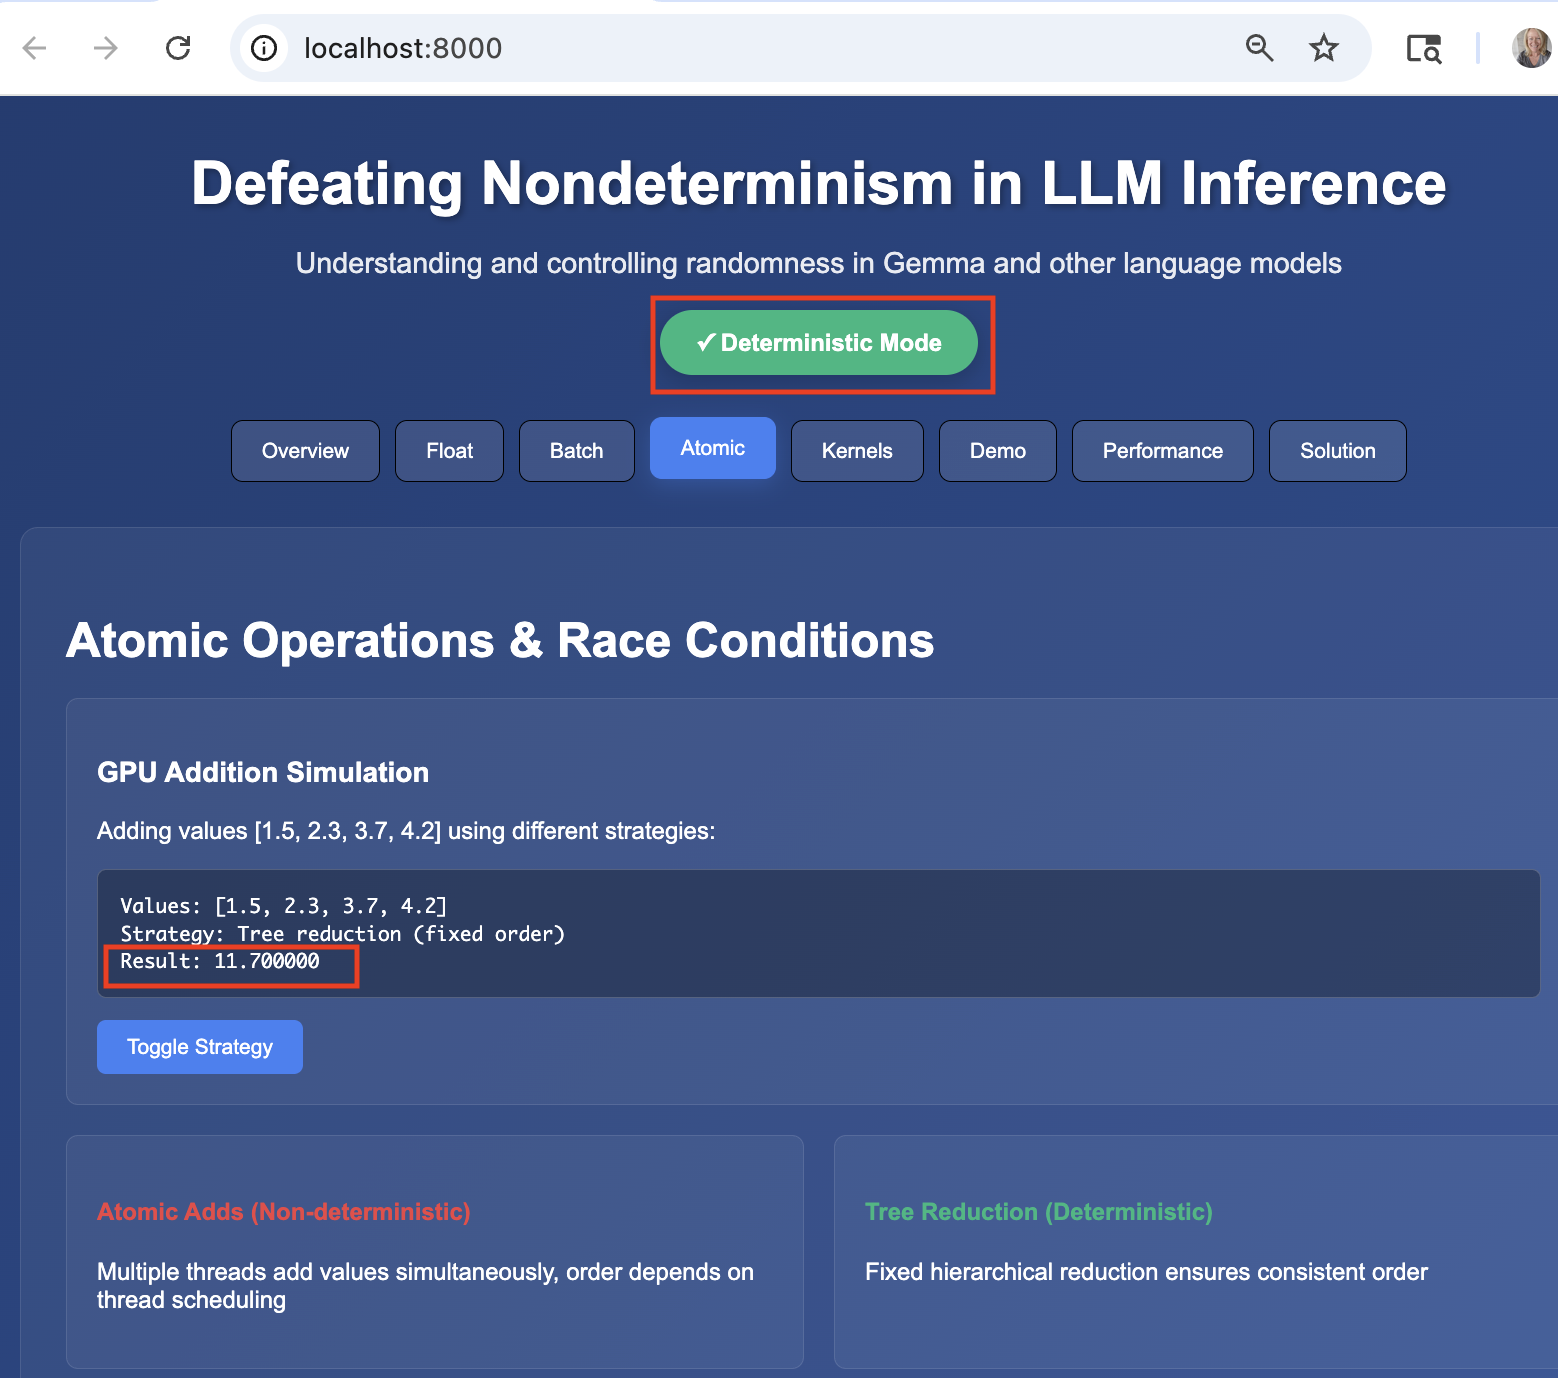 localhost:8000
Defeating Nondeterminism in LLM Inference
Understanding and controlling randomness in Gemma and other language models
✓ Deterministic Mode
Overview
Float
Batch
Atomic
Kernels
Demo
Performance
Solution
Atomic Operations & Race Conditions
GPU Addition Simulation
Adding values [1.5, 2.3, 3.7, 4.2] using different strategies:
Values: [1.5, 2.3, 3.7, 4.2]
Strategy: Tree reduction (fixed order)
Result: 11.700000
Toggle Strategy
Atomic Adds (Non-deterministic)
Multiple threads add values simultaneously, order depends on
thread scheduling
Tree Reduction (Deterministic)
Fixed hierarchical reduction ensures consistent order